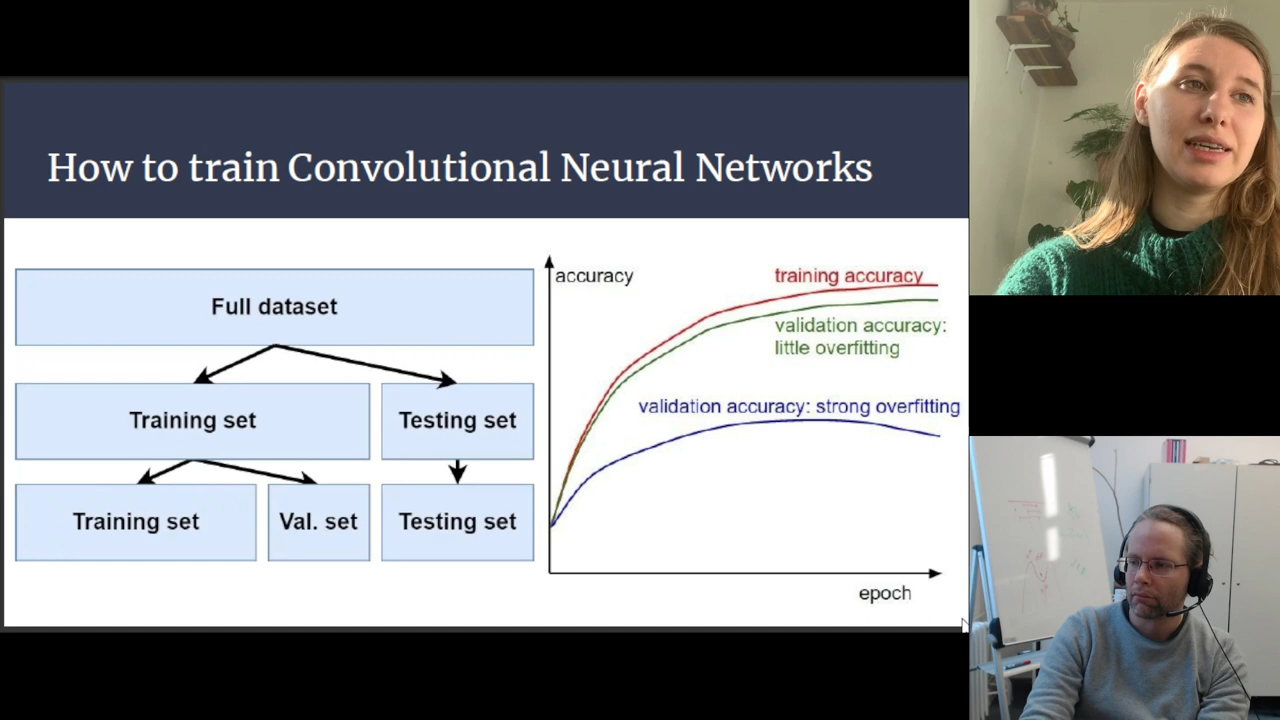 How to train Convolutional Neural Networks
Full dataset
Training set
Testing set
Training set
Val. set
Testing set
accuracy
training accuracy
validation accuracy:
little overfitting
validation accuracy: strong overfitting
epoch